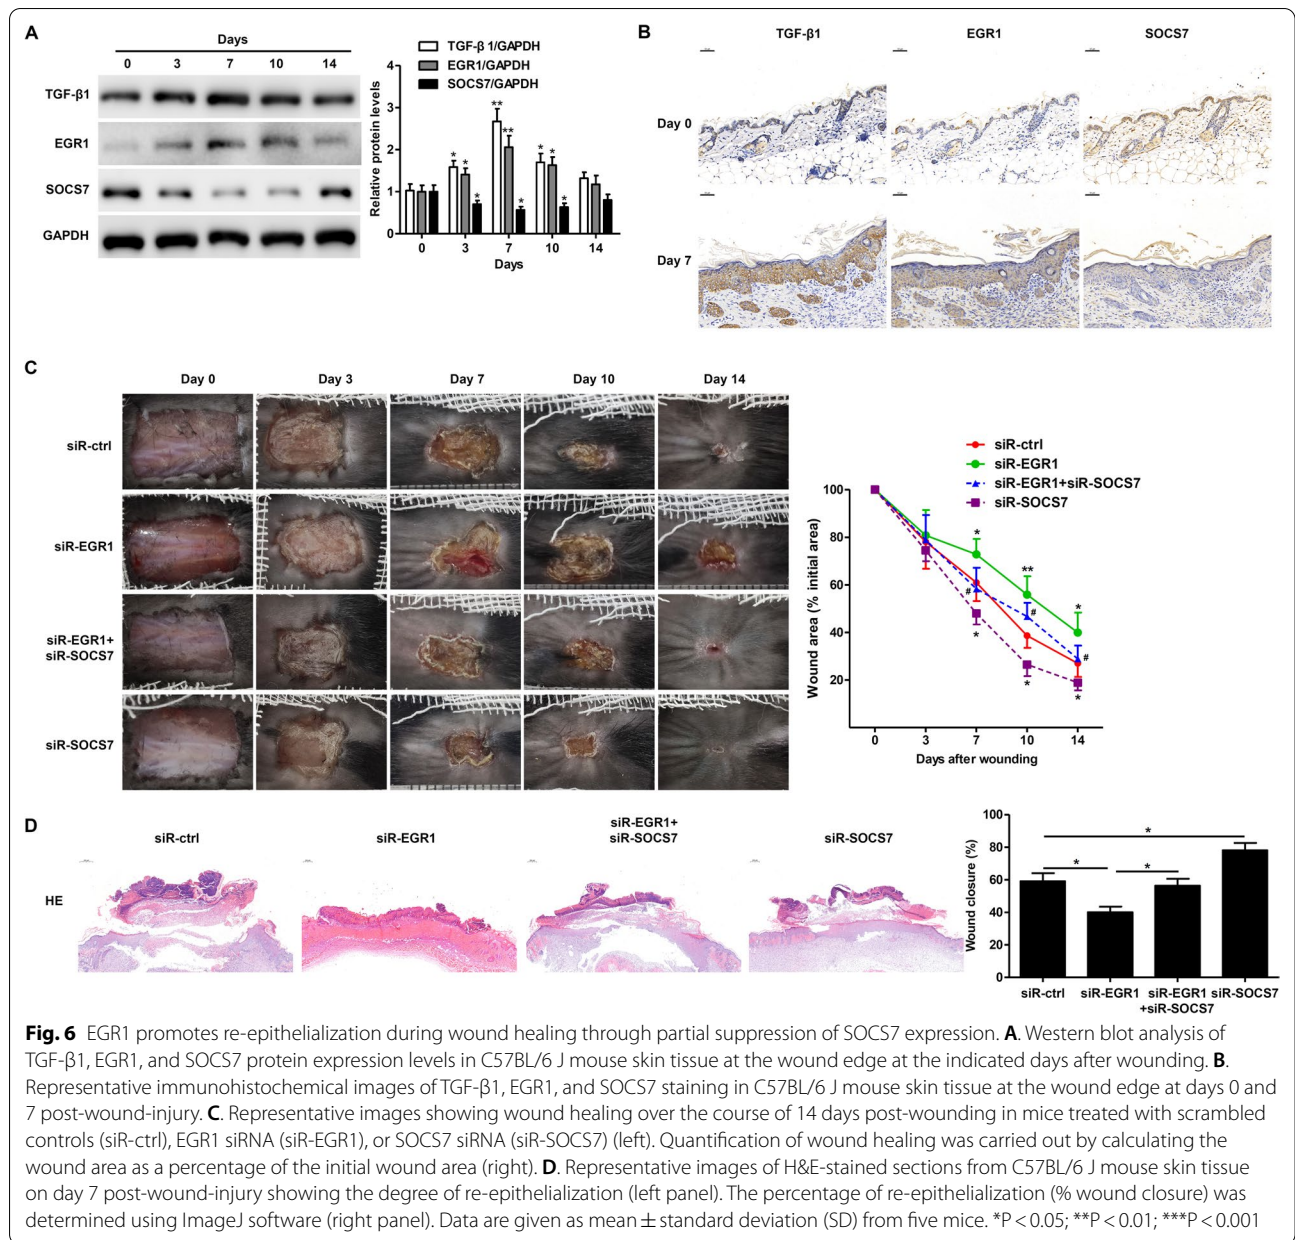 A
Days
0 3 7 10 14
TGF-β1
EGR1
SOCS7
GAPDH
TGF-β 1/GAPDH
EGR1/GAPDH
SOCS7/GAPDH
Relative protein levels
4
3
2
1
0
** ** *
* * *
* * *
0 3 7 10 14
Days
B
TGF-β1 EGR1 SOCS7
Day 0
Day 7
C
Day 0 Day 3 Day 7 Day 10 Day 14
siR-ctrl
siR-EGR1
siR-EGR1+
siR-SOCS7
siR-SOCS7
siR-ctrl
siR-EGR1
siR-EGR1+siR-SOCS7
siR-SOCS7
Wound area (% initial area)
100
80
60
40
20
* ** *
# # #
* * *
0 3 7 10 14
Days after wounding
D
siR-ctrl siR-EGR1 siR-EGR1+
siR-SOCS7 siR-SOCS7
HE
Wound closure (%)
100
80
60
40
20
0
*
* *
siR-ctrl siR-EGR1 siR-EGR1 siR-SOCS7
+siR-SOCS7
Fig. 6 EGR1 promotes re-epithelialization during wound healing through partial suppression of SOCS7 expression. A. Western blot analysis of
TGF-β1, EGR1, and SOCS7 protein expression levels in C57BL/6 J mouse skin tissue at the wound edge at the indicated days after wounding. B.
Representative immunohistochemical images of TGF-β1, EGR1, and SOCS7 staining in C57BL/6 J mouse skin tissue at the wound edge at days 0 and
7 post-wound-injury. C. Representative images showing wound healing over the course of 14 days post-wounding in mice treated with scrambled
controls (siR-ctrl), EGR1 siRNA (siR-EGR1), or SOCS7 siRNA (siR-SOCS7) (left). Quantification of wound healing was carried out by calculating the
wound area as a percentage of the initial wound area (right). D. Representative images of H&E-stained sections from C57BL/6 J mouse skin tissue
on day 7 post-wound-injury showing the degree of re-epithelialization (left panel). The percentage of re-epithelialization (% wound closure) was
determined using ImageJ software (right panel). Data are given as mean ± standard deviation (SD) from five mice. *P < 0.05; **P < 0.01; ***P < 0.001